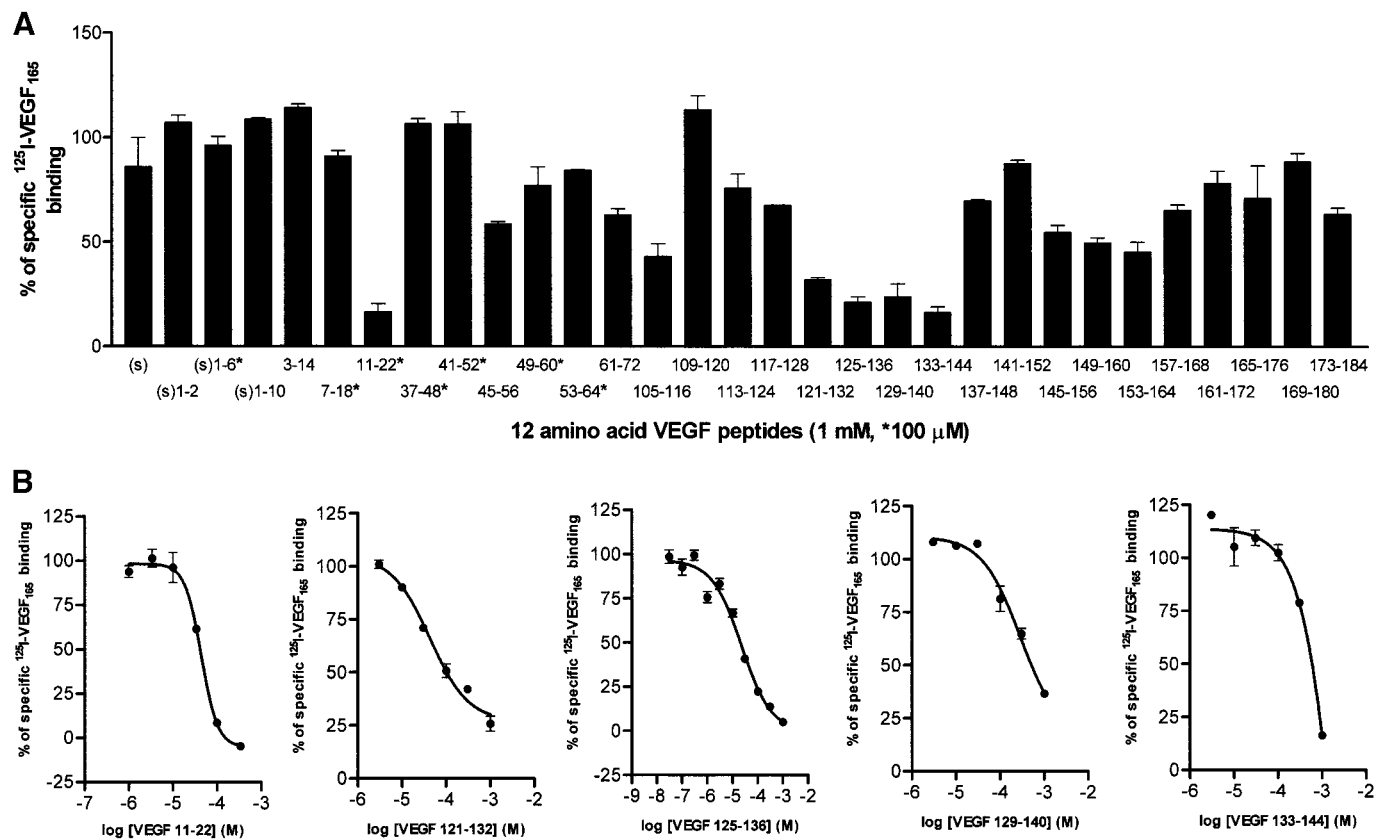 A
150
100
50
0
% of specific 125I-VEGF165
binding
(s) (s)1-6* 3-14 11-22* 41-52* 49-60* 61-72 109-120 117-128 125-136 133-144 141-152 149-160 157-168 165-176 173-184
(s)1-2 (s)1-10 7-18* 37-48* 45-56 53-64* 105-116 113-124 121-132 129-140 137-148 145-156 153-164 161-172 169-180
12 amino acid VEGF peptides (1 mM, *100 μM)
B
% of specific 125I-VEGF165 binding
125
100
75
50
25
0
-25
-7 -6 -5 -4 -3
log [VEGF 11-22] (M)
% of specific 125I-VEGF165 binding
125
100
75
50
25
0
-6 -5 -4 -3 -2
log [VEGF 121-132] (M)
% of specific 125I-VEGF165 binding
125
100
75
50
25
0
-25
-9 -8 -7 -6 -5 -4 -3 -2
log [VEGF 125-136] (M)
% of specific 125I-VEGF165 binding
125
100
75
50
25
0
-6 -5 -4 -3 -2
log [VEGF 129-140] (M)
% of specific 125I-VEGF165 binding
125
100
75
50
25
0
-6 -5 -4 -3 -2
log [VEGF 133-144] (M)